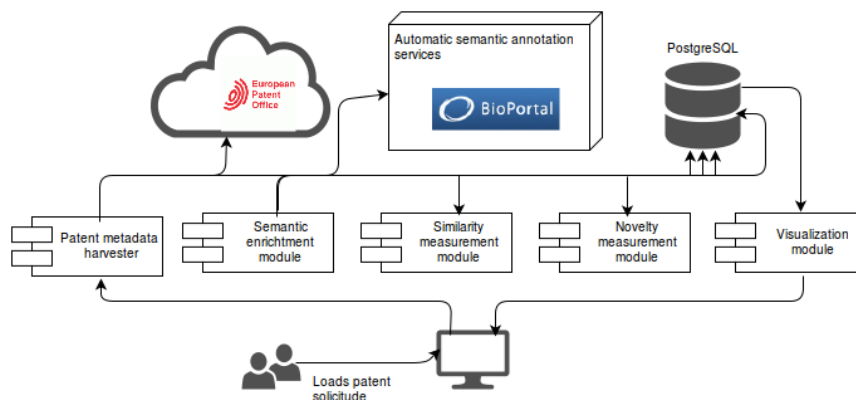 Automatic semantic annotation
services
PostgreSQL
European
Patent
Office
BioPortal
Patent metadata
harvester
Semantic
enrichtment
module
Similarity
measurement
module
Novelty
measurement
module
Visualization
module
Loads patent
solicitude